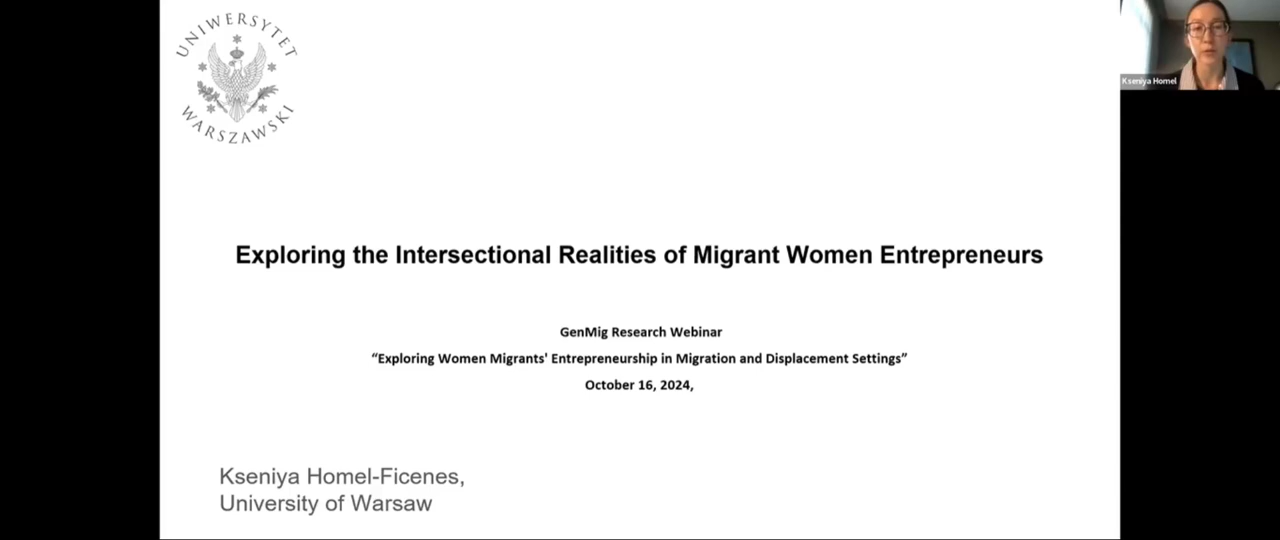 UNIWERSYTET
WARSZAWSKI
Kseniya Homel
Exploring the Intersectional Realities of Migrant Women Entrepreneurs
GenMig Research Webinar
“Exploring Women Migrants' Entrepreneurship in Migration and Displacement Settings”
October 16, 2024,
Kseniya Homel-Ficenes,
University of Warsaw